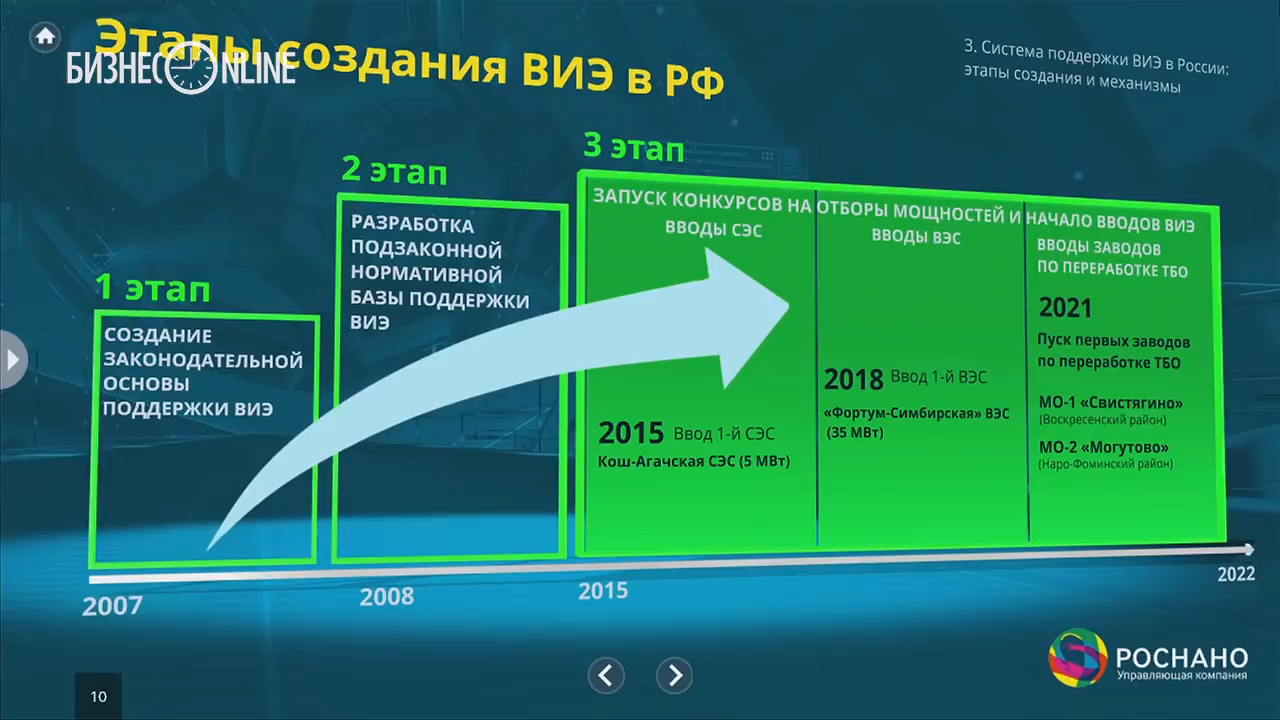 Этапы создания ВИЭ в РФ
БИЗНЕС ONLINE
3. Система поддержки ВИЭ в России:
этапы создания и механизмы
1 этап
СОЗДАНИЕ
ЗАКОНОДАТЕЛЬНОЙ
ОСНОВЫ
ПОДДЕРЖКИ ВИЭ
2 этап
РАЗРАБОТКА
ПОДЗАКОННОЙ
НОРМАТИВНОЙ
БАЗЫ ПОДДЕРЖКИ
ВИЭ
3 этап
ЗАПУСК КОНКУРСОВ НА
ВВОДЫ СЭС
2015 Ввод 1-й СЭС
Кош-Агачская СЭС (5 МВт)
ОТБОРЫ МОЩНОСТЕЙ И
ВВОДЫ ВЭС
2018 Ввод 1-й ВЭС
«Фортум-Симбирская» ВЭС
(35 МВт)
НАЧАЛО ВВОДОВ ВИЭ
ВВОДЫ ЗАВОДОВ
ПО ПЕРЕРАБОТКЕ ТБО
2021
Пуск первых заводов
по переработке ТБО
МО-1 «Свистягино»
(Воскресенский район)
МО-2 «Могутово»
(Наро-Фоминский район)
2007
2008
2015
2022
РОСНАНО
Управляющая компания
10